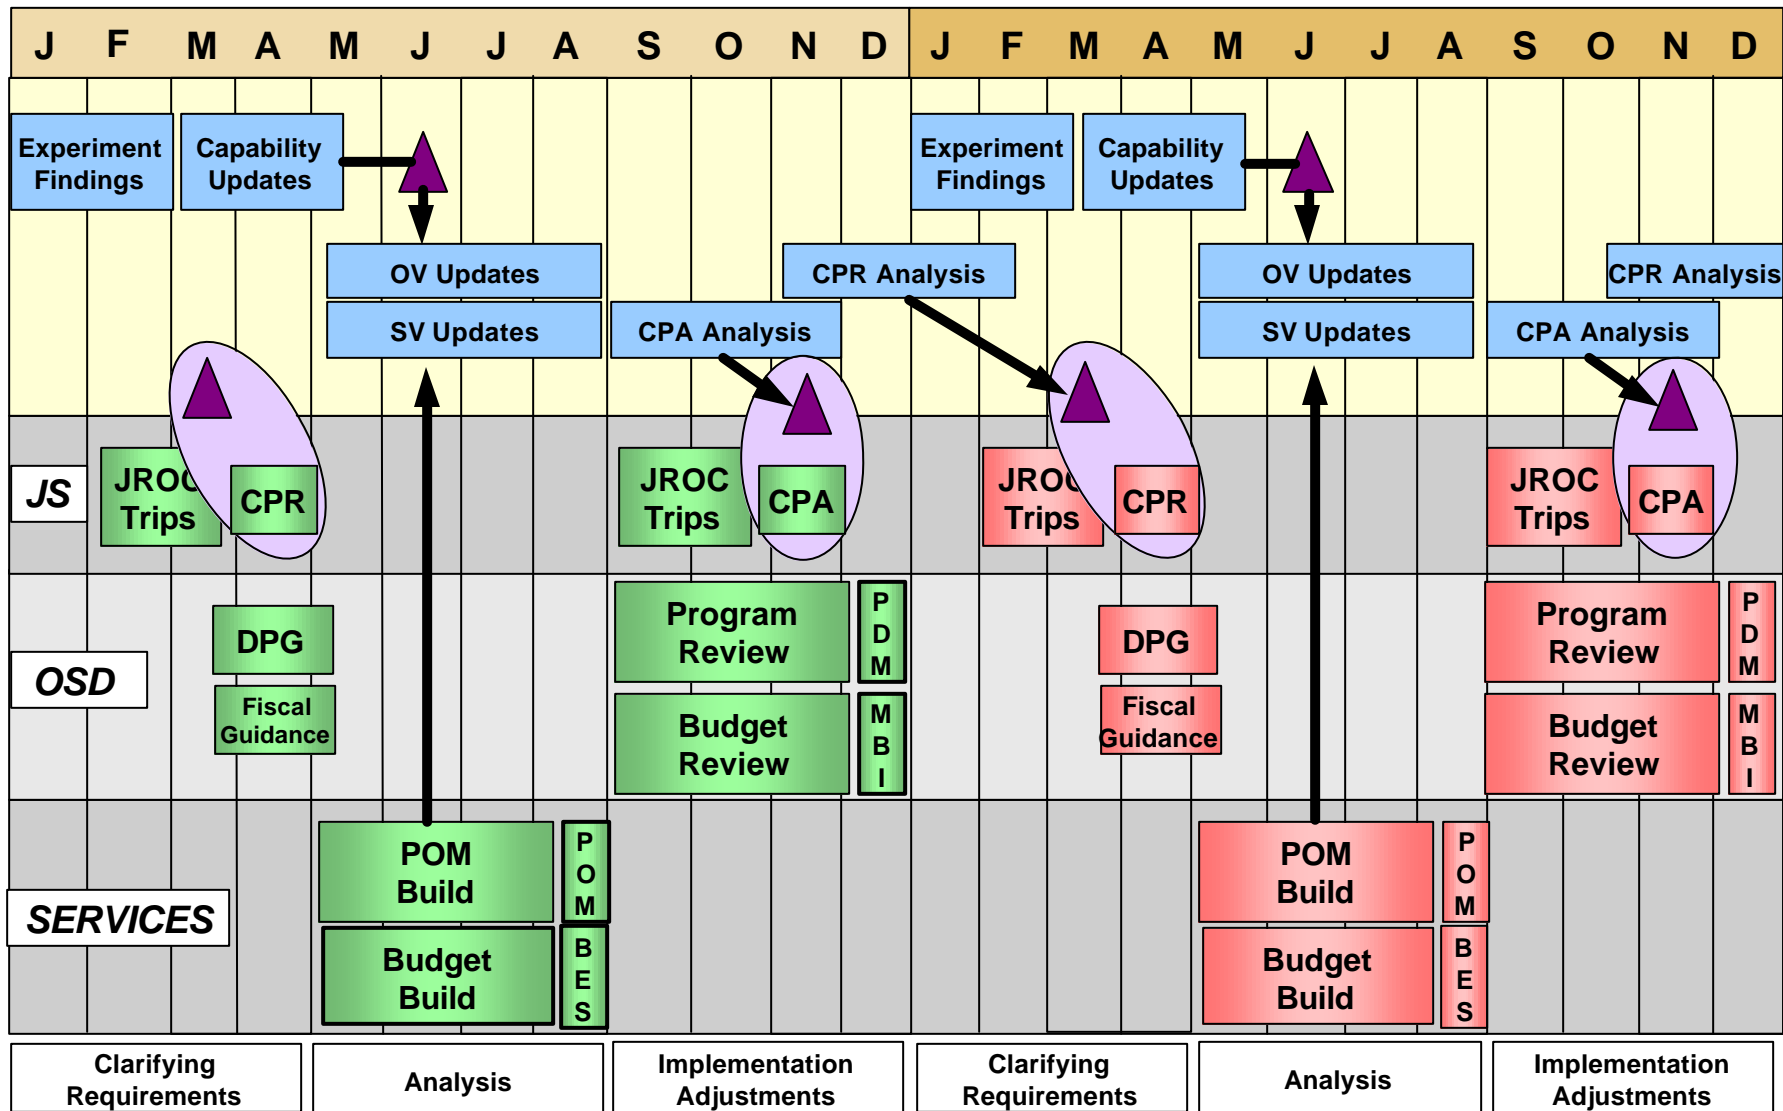 J F M A M J J A S O N D J F M A M J J A S O N D
Experiment
Findings
Capability
Updates
Experiment
Findings
Capability
Updates
OV Updates
CPR Analysis
OV Updates
CPR Analysis
SV Updates
CPA Analysis
SV Updates
CPA Analysis
JS
JROC
Trips
CPR
JROC
Trips
CPA
JROC
Trips
CPR
JROC
Trips
CPA
OSD
DPG
Fiscal
Guidance
Program
Review
P
D
M
Budget
Review
M
B
I
DPG
Fiscal
Guidance
Program
Review
P
D
M
Budget
Review
M
B
I
SERVICES
POM
Build
P
O
M
Budget
Build
B
E
S
POM
Build
P
O
M
Budget
Build
B
E
S
Clarifying
Requirements
Analysis
Implementation
Adjustments
Clarifying
Requirements
Analysis
Implementation
Adjustments